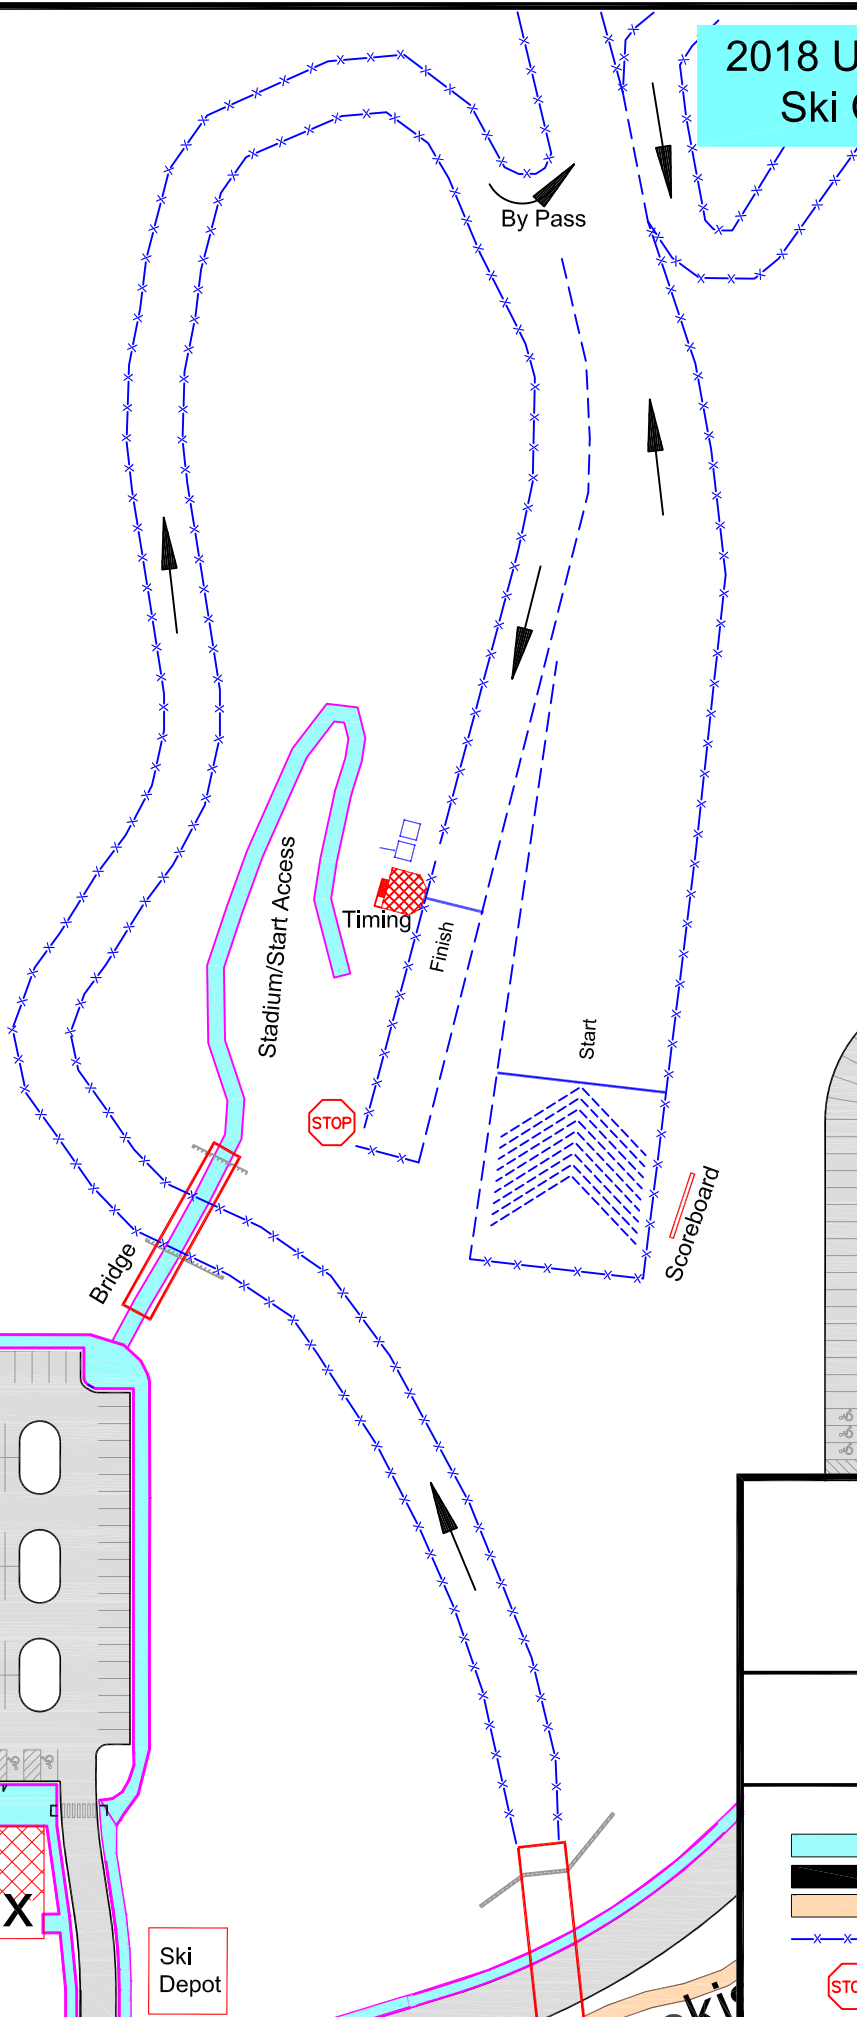 2018 U
Ski
By Pass
Stadium/Start Access
Timing
Finish
Start
STOP
Scoreboard
Bridge
X
Ski
Depot